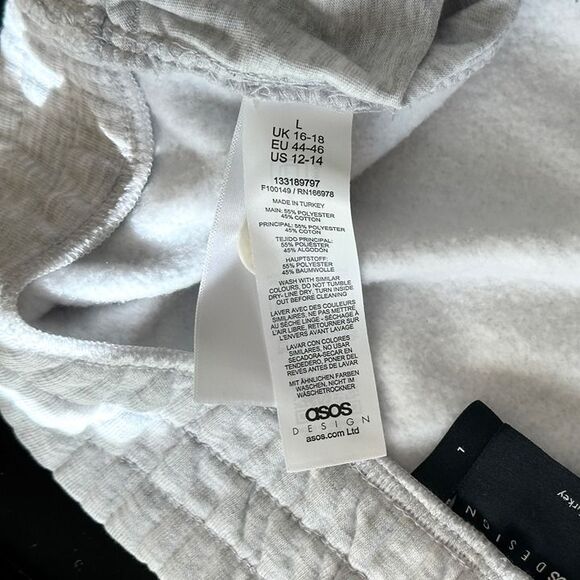 L
UK 16-18
EU 44-46
US 12-14
133189797
F100149 / RN166978
MADE IN TURKEY
MAIN: 55% POLYESTER
45% COTTON
PRINCIPAL: 55% POLYESTER
45% COTON
TEJIDO PRINCIPAL:
55% POLIÉSTER
45% ALGODÓN
HAUPTSTOFF:
55% POLYESTER
45% BAUMWOLLE
WASH WITH SIMILAR
COLOURS, DO NOT TUMBLE
DRY- LINE DRY, TURN INSIDE
OUT BEFORE CLEANING
LAVER AVEC DES COULEURS
SIMILAIRES, NE PAS METTRE
AU SÈCHE LINGE - SÉCHAGE À
L'AIR LIBRE, RETOURNER SUR
L'ENVERS AVANT LAVAGE
LAVAR CON COLORES
SIMILARES, NO USAR
SECADORA-SECAR EN
TENDEDERO, PONER DEL
REVÉS ANTES DE LAVAR
MIT ÄHNLICHEN FARBEN
WASCHEN, NICHT IM
WÄSCHETROCKNER
asos
DESIGN
asos.com Ltd
L
DESIGN